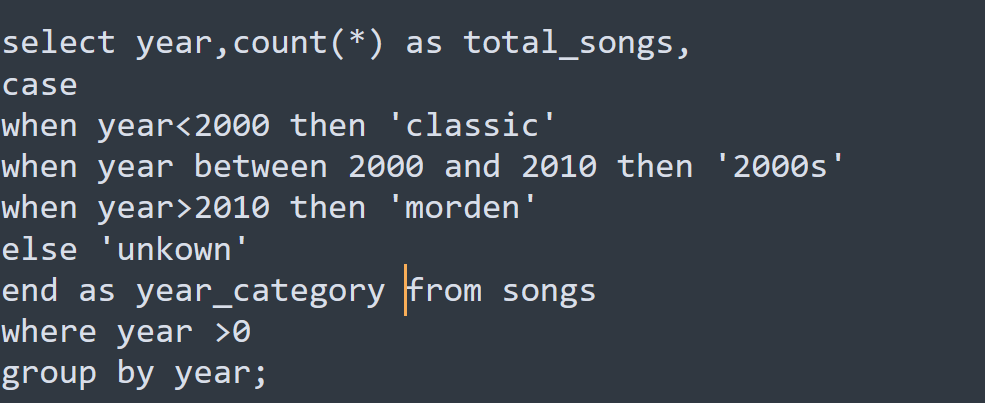 select year,count(*) as total_songs,
case
when year<2000 then 'classic'
when year between 2000 and 2010 then '2000s'
when year>2010 then 'morden'
else 'unkown'
end as year_category from songs
where year >0
group by year;